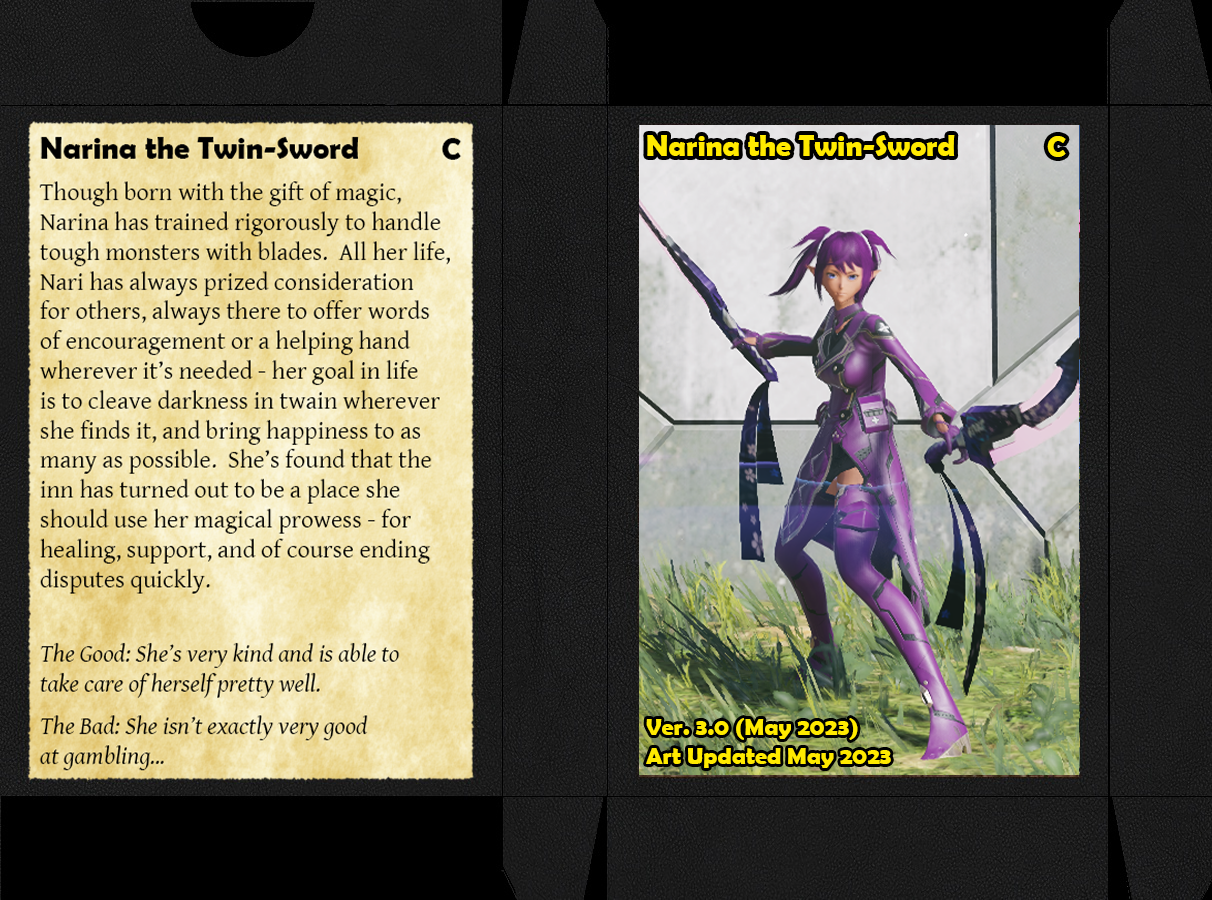 Narina the Twin-Sword C
Though born with the gift of magic,
Narina has trained rigorously to handle
tough monsters with blades.  All her life,
Nari has always prized consideration
for others, always there to offer words
of encouragement or a helping hand
wherever it’s needed - her goal in life
is to cleave darkness in twain wherever
she finds it, and bring happiness to as
many as possible.  She’s found that the
inn has turned out to be a place she
should use her magical prowess - for
healing, support, and of course ending
disputes quickly.
The Good: She’s very kind and is able to
take care of herself pretty well.
The Bad: She isn’t exactly very good
at gambling...
Narina the Twin-Sword C
Ver. 3.0 (May 2023)
Art Updated May 2023